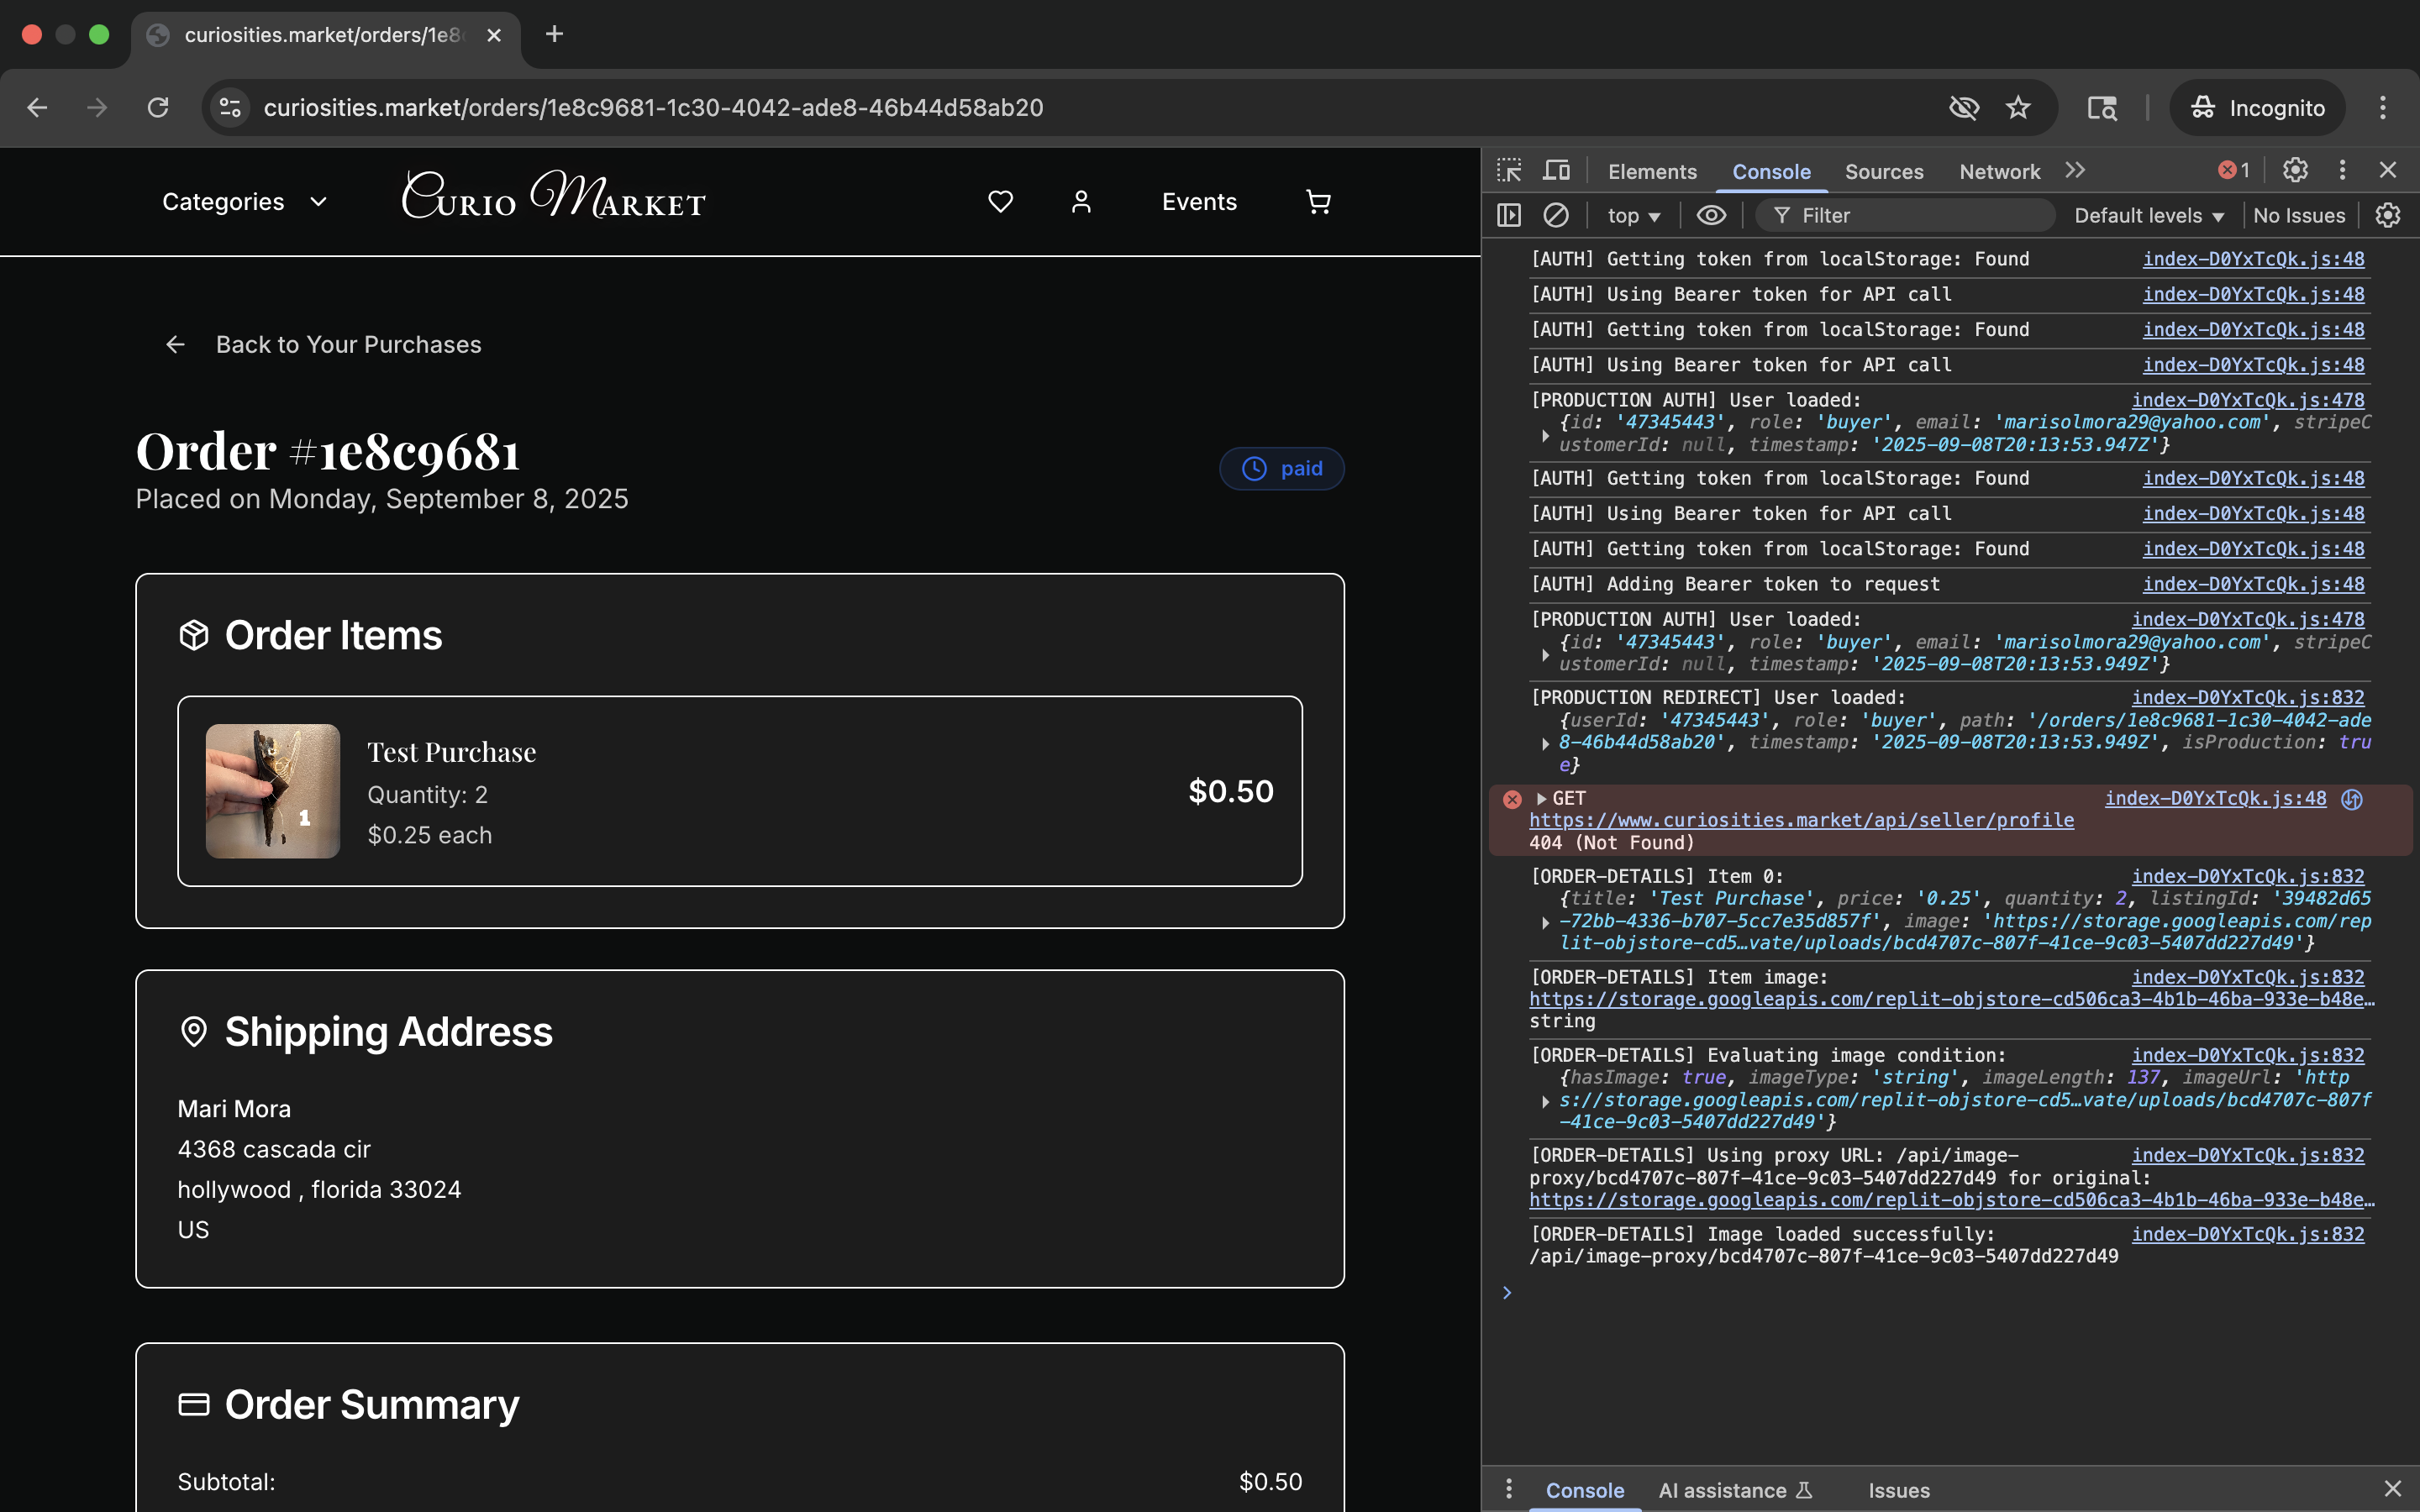 curiosities.market/orders/1e8c
curiosities.market/orders/1e8c9681-1c30-4042-ade8-46b44d58ab20
Incognito
Categories
Curio Market
Events
Back to Your Purchases
Order #1e8c9681
paid
Placed on Monday, September 8, 2025
Order Items
Test Purchase
Quantity: 2
$0.25 each
$0.50
1
Shipping Address
Mari Mora
4368 cascada cir
hollywood , florida 33024
US
Order Summary
Subtotal:
$0.50
Elements
Console
Sources
Network
1
top
Filter
Default levels
No Issues
[AUTH] Getting token from localStorage: Found index-D0YxTcQk.js:48
[AUTH] Using Bearer token for API call index-D0YxTcQk.js:48
[AUTH] Getting token from localStorage: Found index-D0YxTcQk.js:48
[AUTH] Using Bearer token for API call index-D0YxTcQk.js:48
[PRODUCTION AUTH] User loaded: index-D0YxTcQk.js:478
{id: '47345443', role: 'buyer', email: 'marisolmora29@yahoo.com', stripeC
ustomerId: null, timestamp: '2025-09-08T20:13:53.947Z'}
[AUTH] Getting token from localStorage: Found index-D0YxTcQk.js:48
[AUTH] Using Bearer token for API call index-D0YxTcQk.js:48
[AUTH] Getting token from localStorage: Found index-D0YxTcQk.js:48
[AUTH] Adding Bearer token to request index-D0YxTcQk.js:48
[PRODUCTION AUTH] User loaded: index-D0YxTcQk.js:478
{id: '47345443', role: 'buyer', email: 'marisolmora29@yahoo.com', stripeC
ustomerId: null, timestamp: '2025-09-08T20:13:53.949Z'}
[PRODUCTION REDIRECT] User loaded: index-D0YxTcQk.js:832
{userId: '47345443', role: 'buyer', path: '/orders/1e8c9681-1c30-4042-ade
8-46b44d58ab20', timestamp: '2025-09-08T20:13:53.949Z', isProduction: tru
e}
GET index-D0YxTcQk.js:48
https://www.curiosities.market/api/seller/profile
404 (Not Found)
[ORDER-DETAILS] Item 0: index-D0YxTcQk.js:832
{title: 'Test Purchase', price: '0.25', quantity: 2, listingId: '39482d65
-72bb-4336-b707-5cc7e35d857f', image: 'https://storage.googleapis.com/rep
lit-objstore-cd5…vate/uploads/bcd4707c-807f-41ce-9c03-5407dd227d49'}
[ORDER-DETAILS] Item image: index-D0YxTcQk.js:832
https://storage.googleapis.com/replit-objstore-cd506ca3-4b1b-46ba-933e-b48e…
string
[ORDER-DETAILS] Evaluating image condition: index-D0YxTcQk.js:832
{hasImage: true, imageType: 'string', imageLength: 137, imageUrl: 'http
s://storage.googleapis.com/replit-objstore-cd5…vate/uploads/bcd4707c-807f
-41ce-9c03-5407dd227d49'}
[ORDER-DETAILS] Using proxy URL: /api/image- index-D0YxTcQk.js:832
proxy/bcd4707c-807f-41ce-9c03-5407dd227d49 for original:
https://storage.googleapis.com/replit-objstore-cd506ca3-4b1b-46ba-933e-b48e…
[ORDER-DETAILS] Image loaded successfully: index-D0YxTcQk.js:832
/api/image-proxy/bcd4707c-807f-41ce-9c03-5407dd227d49
Console
AI assistance
Issues